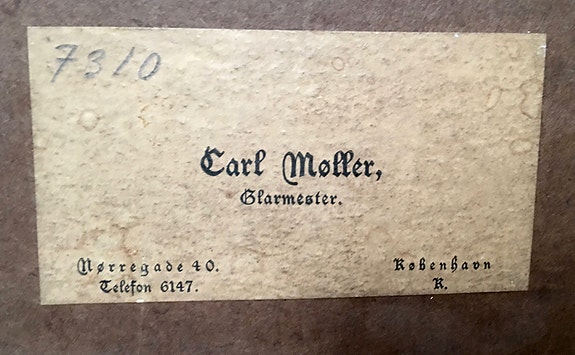 7310
Carl Møller,
Glarmester.
Nørregade 40.
Telefon 6147.
København
K.